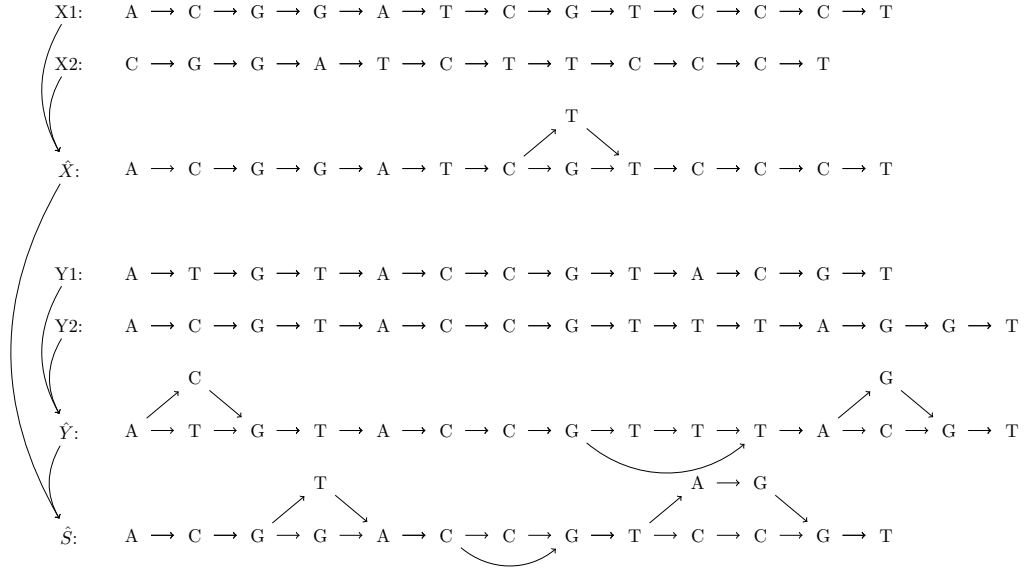 X1: A → C → G → G → A → T → C → G → T → C → C → C → T
X2: C → G → G → A → T → C → T → T → C → C → C → T
T
X̂: A → C → G → G → A → T → C → G → T → C → C → C → T
Y1: A → T → G → T → A → C → C → G → T → A → C → G → T
Y2: A → C → G → T → A → C → C → G → T → T → T → A → G → G → T
C G
Ŷ: A → T → G → T → A → C → C → G → T → T → T → A → C → G → T
T A → G
Ŝ: A → C → G → G → A → C → C → G → T → C → C → G → T